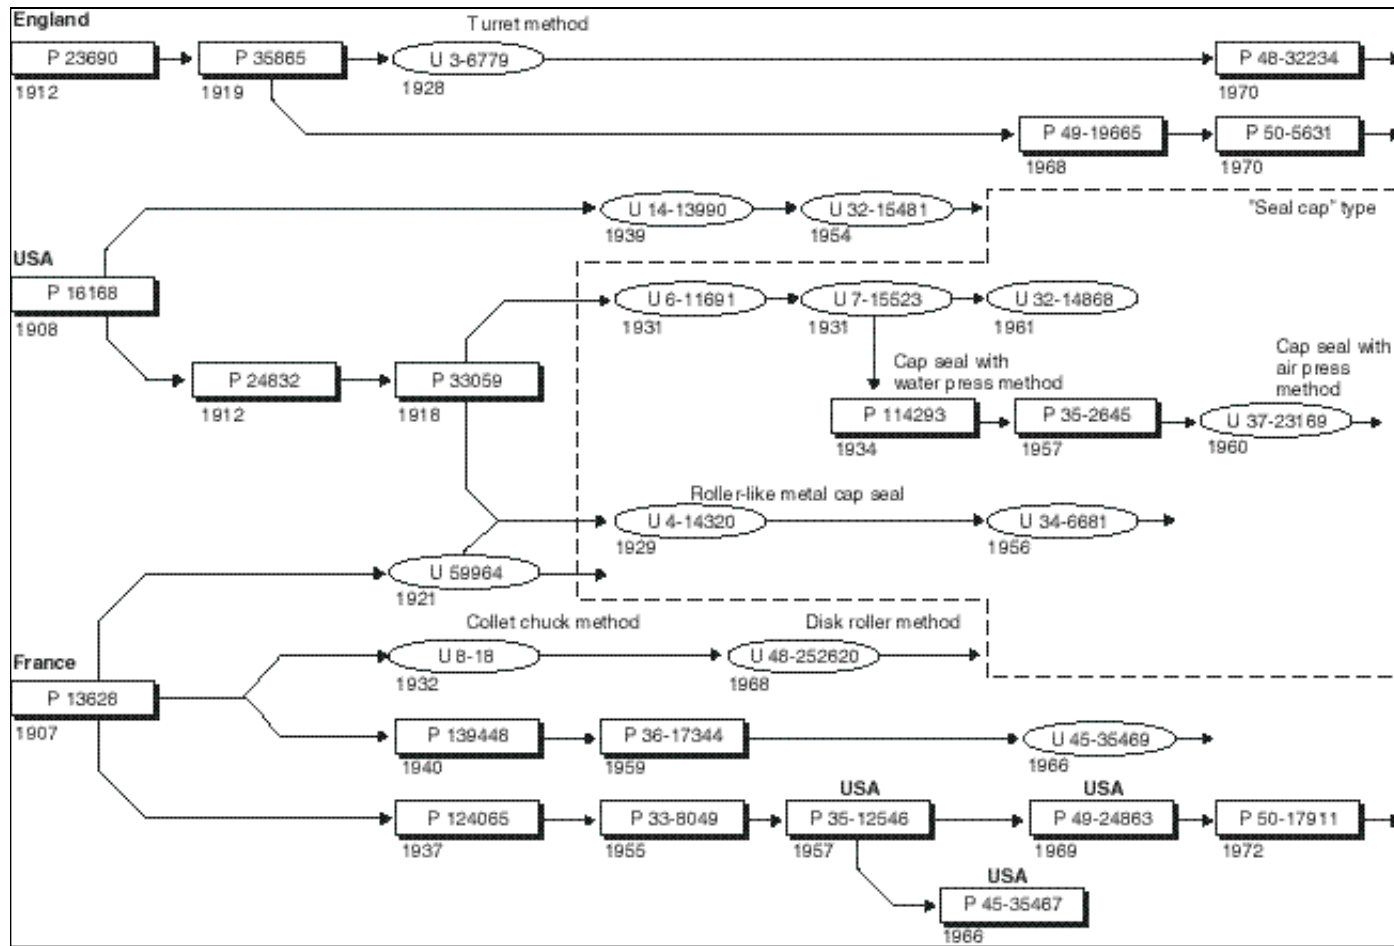 England
Turret method
P 23690
P 35865
U 3-6779
P 48-32234
1912
1919
1928
1970
P 49-19665
P 50-5631
1968
1970
U 14-13990
U 32-15481
"Seal cap" type
1939
1954
USA
P 16168
1908
U 6-11691
U 7-15523
U 32-14868
1931
1931
1961
P 24832
P 33059
1912
1918
Cap seal with
water press method
Cap seal with
air press
method
P 114293
P 35-2645
U 37-23169
1934
1957
1960
Roller-like metal cap seal
U 4-14320
U 34-6681
1929
1956
U 59964
1921
Collet chuck method
Disk roller method
U 8-18
U 48-252620
1932
1968
France
P 13628
1907
P 139448
P 36-17344
U 45-35469
1940
1959
1966
USA
USA
P 124065
P 33-8049
P 35-12546
P 49-24863
P 50-17911
1937
1955
1957
1969
1972
USA
P 45-35467
1966